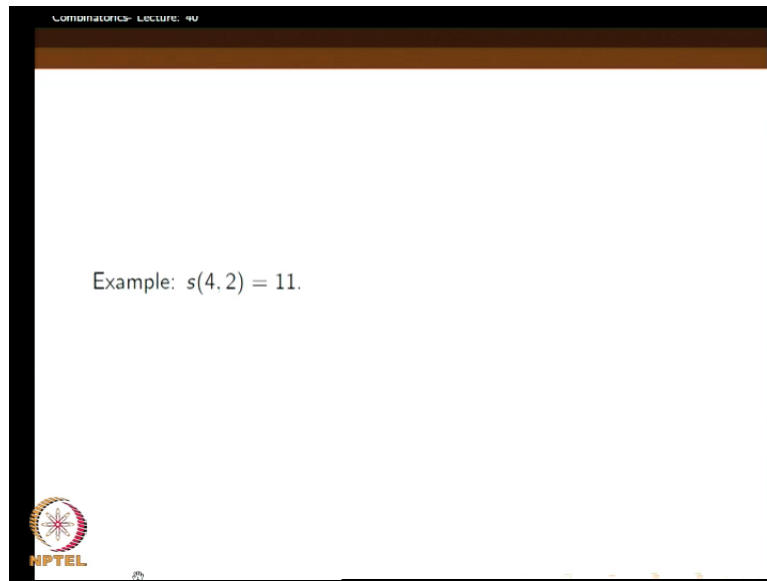 Combinatorics- Lecture: 40
Example: s(4, 2) = 11.
NPTEL